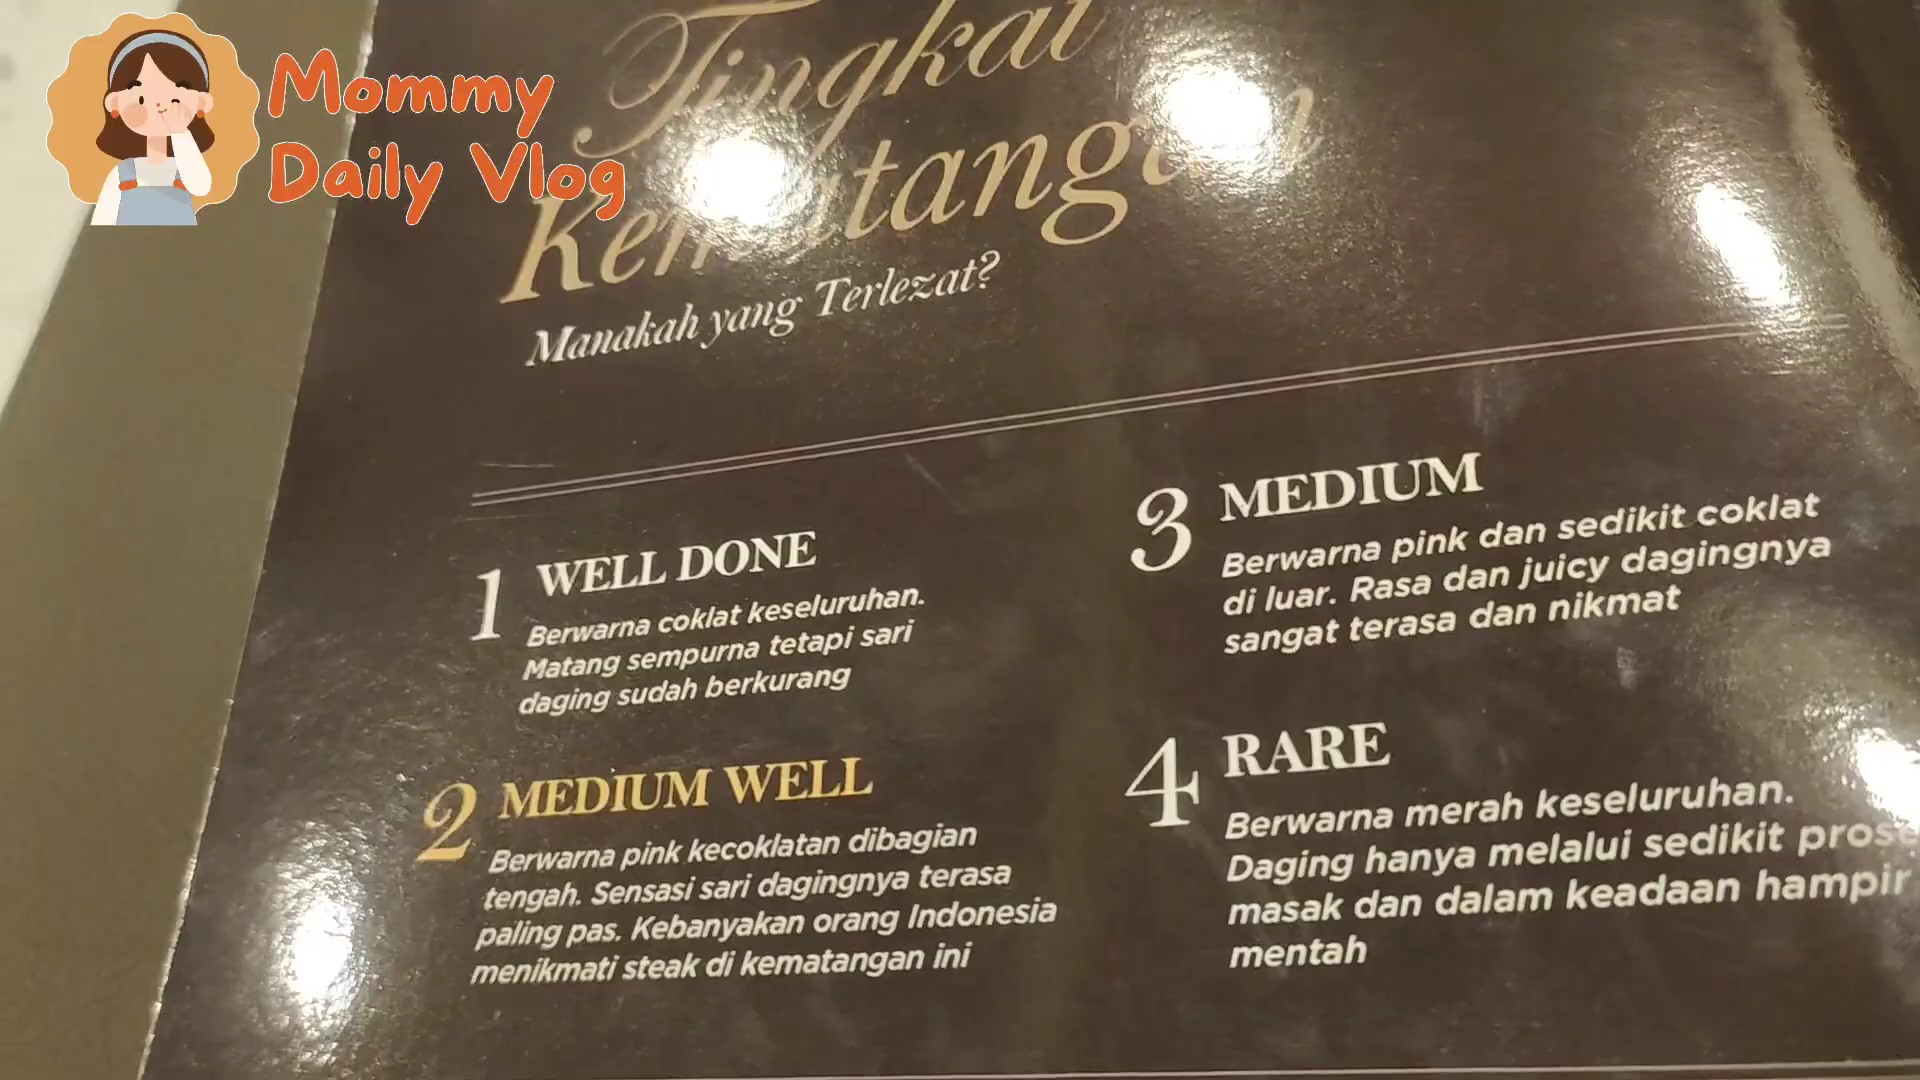 Mommy
Daily Vlog
Tingkat
Kematangan
Manakah yang Terlezat?
1 WELL DONE
Berwarna coklat keseluruhan.
Matang sempurna tetapi sari
daging sudah berkurang
2 MEDIUM WELL
Berwarna pink kecoklatan dibagian
tengah. Sensasi sari dagingnya terasa
paling pas. Kebanyakan orang Indonesia
menikmati steak di kematangan ini
3 MEDIUM
Berwarna pink dan sedikit coklat
di luar. Rasa dan juicy dagingnya
sangat terasa dan nikmat
4 RARE
Berwarna merah keseluruhan.
Daging hanya melalui sedikit prose
masak dan dalam keadaan hampir
mentah